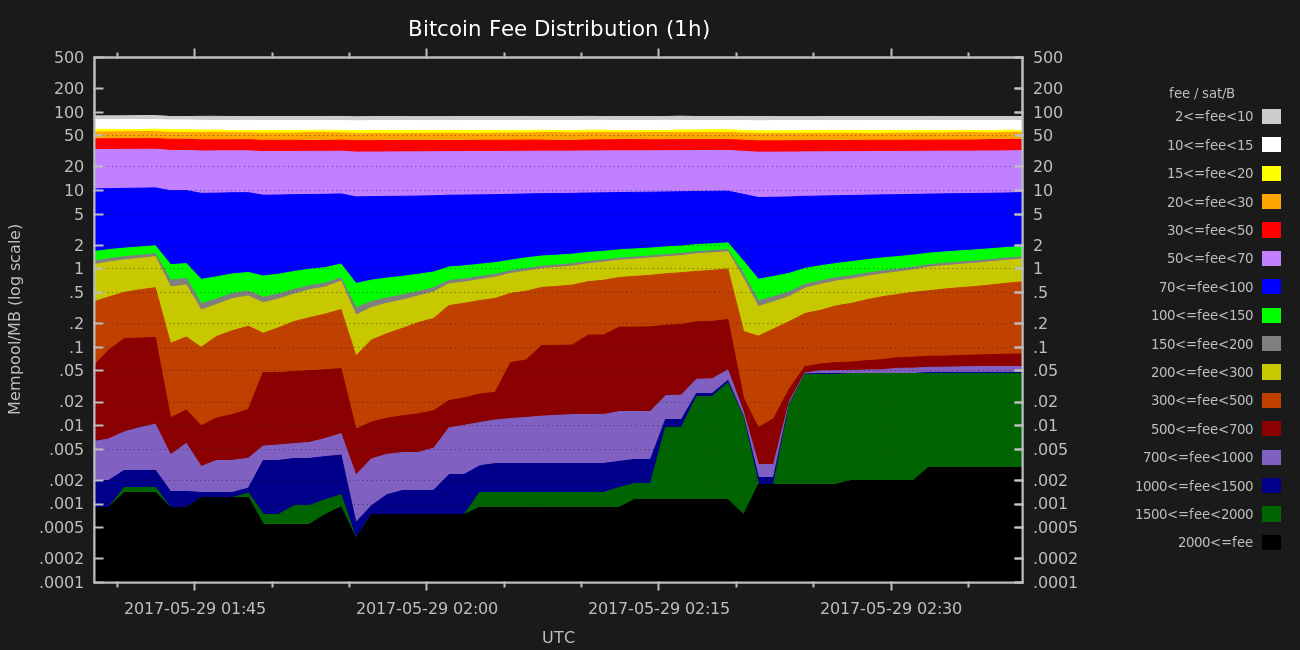 Bitcoin Fee Distribution (1h)
500
200
100
50
20
10
5
2
1
.5
.2
.1
.05
.02
.01
.005
.002
.001
.0005
.0002
.0001
Mempool/MB (log scale)
500
200
100
50
20
10
5
2
1
.5
.2
.1
.05
.02
.01
.005
.002
.001
.0005
.0002
.0001
2017-05-29 01:45
2017-05-29 02:00
2017-05-29 02:15
2017-05-29 02:30
UTC
fee / sat/B
2<=fee<10
10<=fee<15
15<=fee<20
20<=fee<30
30<=fee<50
50<=fee<70
70<=fee<100
100<=fee<150
150<=fee<200
200<=fee<300
300<=fee<500
500<=fee<700
700<=fee<1000
1000<=fee<1500
1500<=fee<2000
2000<=fee